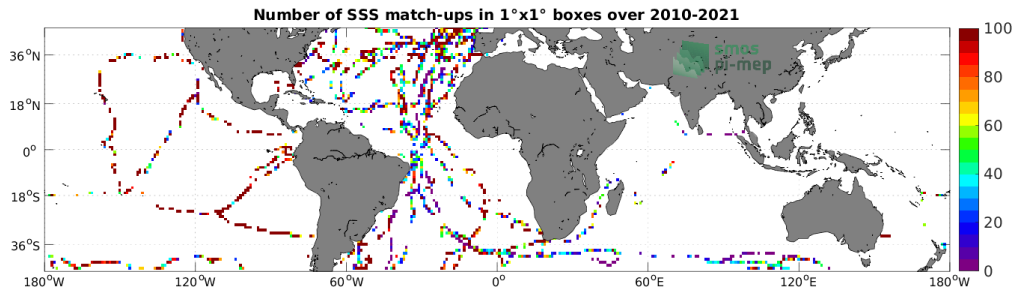 Number of SSS match-ups in 1°x1° boxes over 2010-2021
smos
pi-mep
36°N
18°N
0°
18°S
36°S
180°W 120°W 60°W 0° 60°E 120°E 180°W
100
80
60
40
20
0